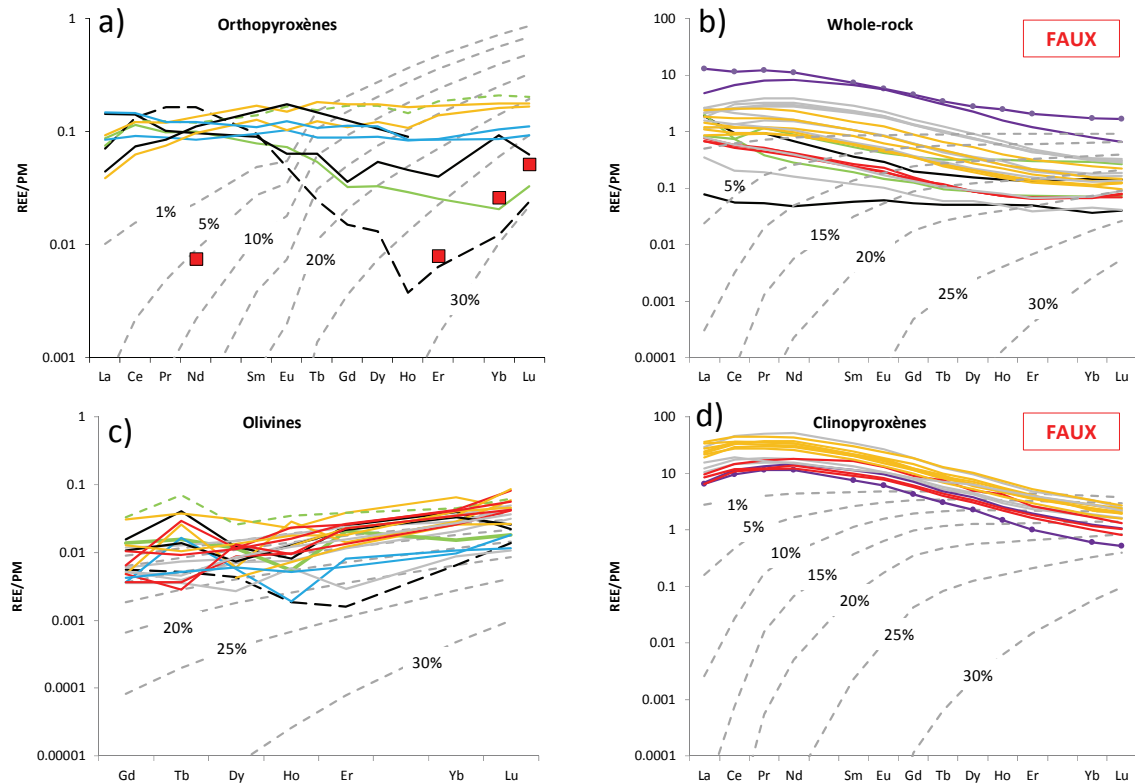 a)
Orthopyroxènes
REE/PM
1
0.1
0.01
0.001
1%
5%
10%
20%
30%
La Ce Pr Nd Sm Eu Tb Gd Dy Ho Er Yb Lu
b)
Whole-rock
FAUX
REE/PM
100
10
1
0.1
0.01
0.001
0.0001
5%
15%
20%
25%
30%
La Ce Pr Nd Sm Eu Gd Tb Dy Ho Er Yb Lu
c)
Olivines
REE/PM
1
0.1
0.01
0.001
0.0001
0.00001
20%
25%
30%
Gd Tb Dy Ho Er Yb Lu
d)
Clinopyroxènes
FAUX
REE/PM
100
10
1
0.1
0.01
0.001
0.0001
1%
5%
10%
15%
20%
25%
30%
La Ce Pr Nd Sm Eu Gd Tb Dy Ho Er Yb Lu